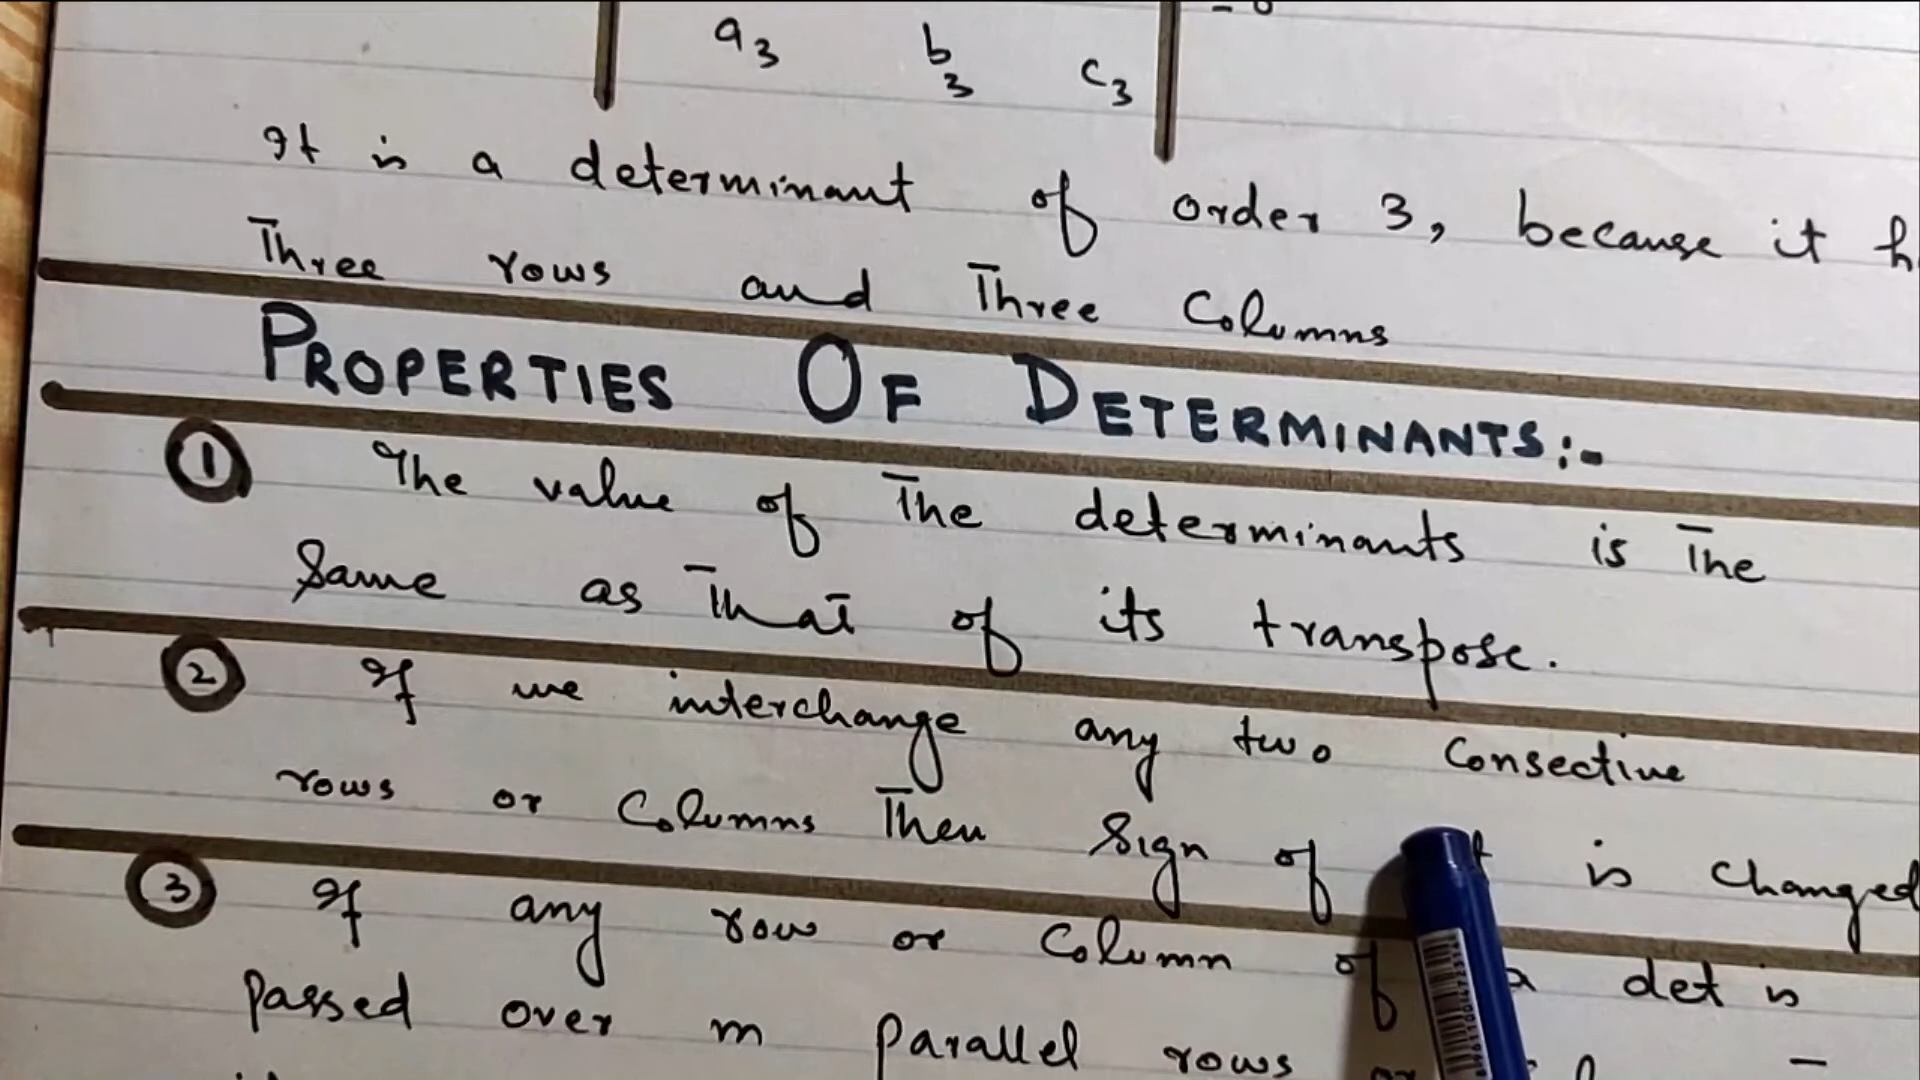 a3 b3 c3
It is a determinant of order 3, because it
Three rows and Three Columns
PROPERTIES OF DETERMINANTS:-
1 The value of The determinants is The
Same as That of its transpose.
2 If we interchange any two Consective
rows or Columns Then Sign of is changed
3 If any row or Column of a det is
passed over m parallel rows